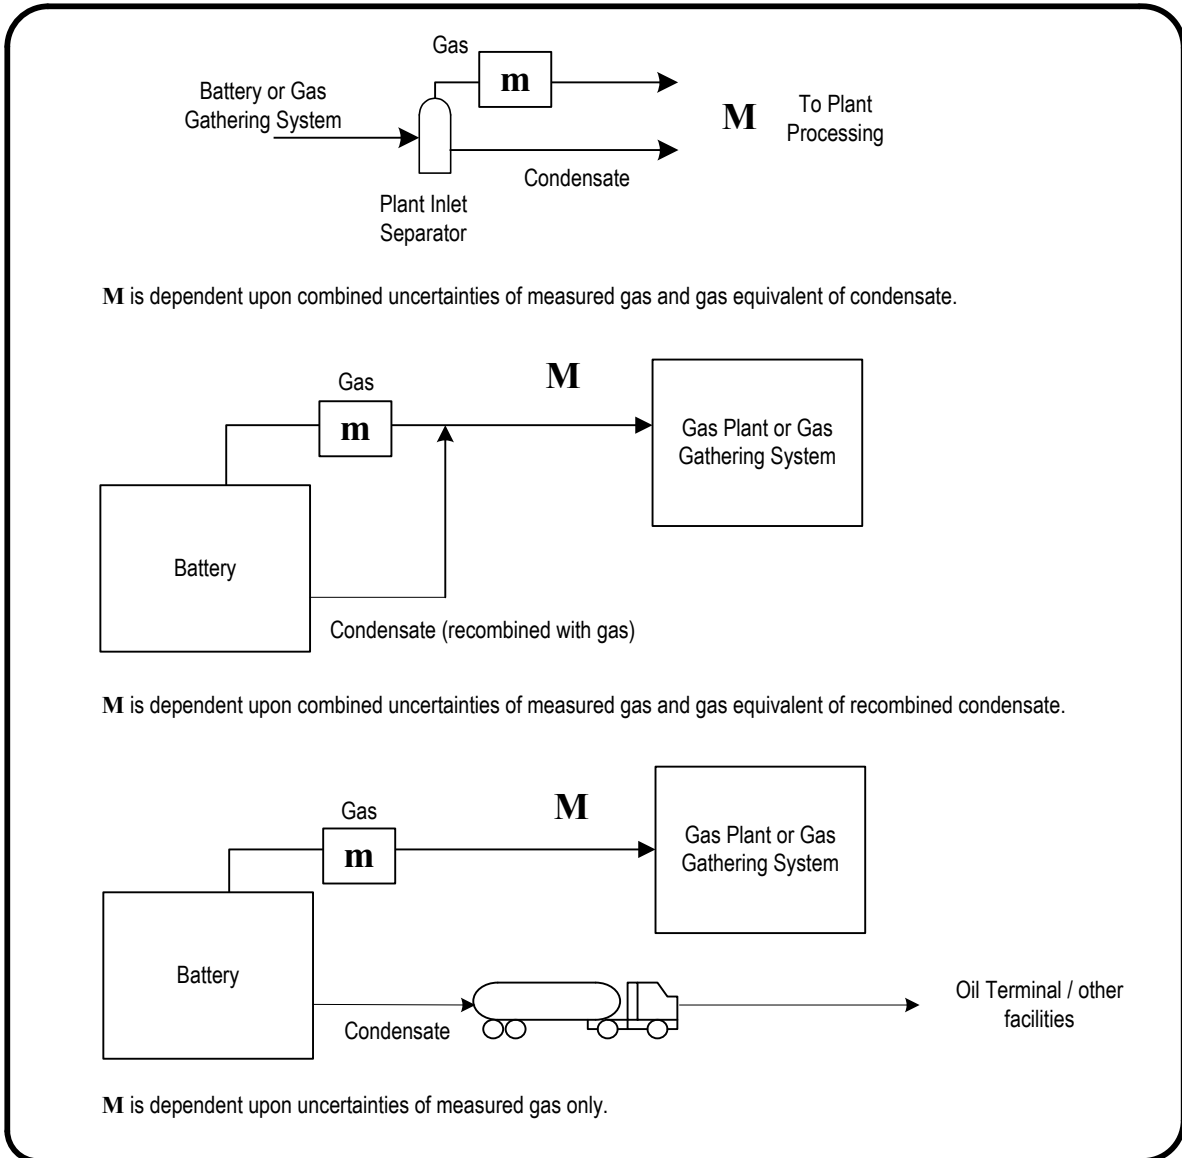 Gas
m
Battery or Gas
Gathering System
M
To Plant
Processing
Condensate
Plant Inlet
Separator
M is dependent upon combined uncertainties of measured gas and gas equivalent of condensate.
Gas
m
M
Gas Plant or Gas
Gathering System
Battery
Condensate (recombined with gas)
M is dependent upon combined uncertainties of measured gas and gas equivalent of recombined condensate.
Gas
m
M
Gas Plant or Gas
Gathering System
Battery
Condensate
Oil Terminal / other
facilities
M is dependent upon uncertainties of measured gas only.